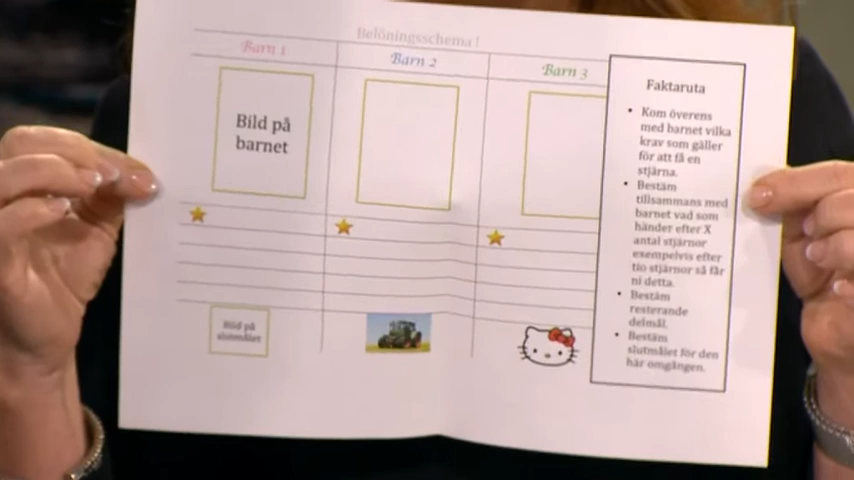 Belöningsschema!
Barn 1
Barn 2
Barn 3
Bild på
barnet
Bild på
slutmålet
Faktaruta
• Kom överens
med barnet vilka
krav som gäller
för att få en
stjärna.
• Bestäm
tillsammans med
barnet vad som
händer efter X
antal stjärnor
exempelvis efter
tio stjärnor så får
ni detta.
• Bestäm
resterande
delmål.
• Bestäm
slutmålet för den
här omgången.